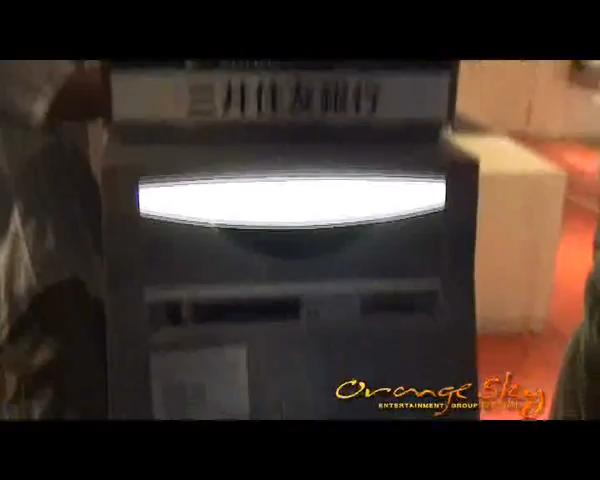 三井住友銀行
Orange Sky
ENTERTAINMENT GROUP